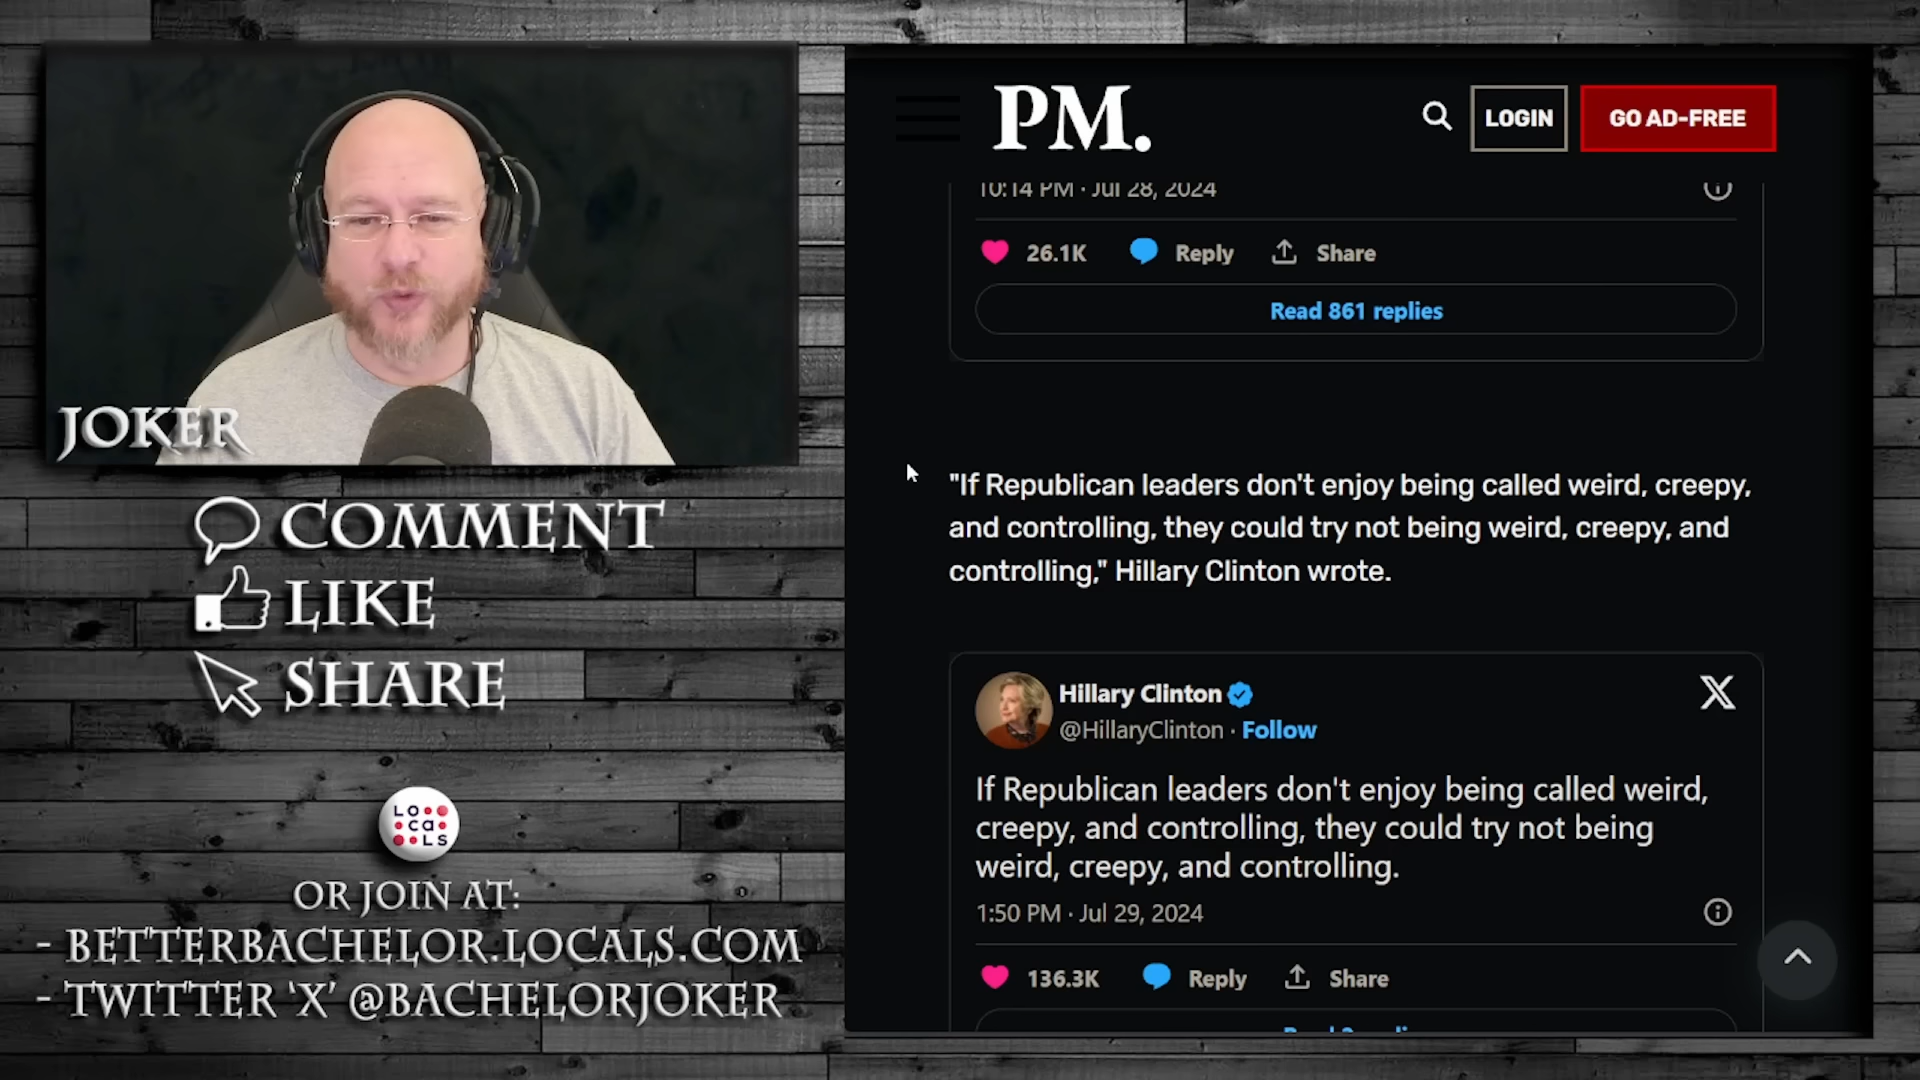 JOKER
COMMENT
LIKE
SHARE
LO
CA
LS
OR JOIN AT:
- BETTERBACHELOR.LOCALS.COM
- TWITTER 'X' @BACHELORJOKER
PM.
LOGIN
GO AD-FREE
10:14 PM · Jul 28, 2024
26.1K
Reply
Share
Read 861 replies
"If Republican leaders don't enjoy being called weird, creepy,
and controlling, they could try not being weird, creepy, and
controlling," Hillary Clinton wrote.
Hillary Clinton
@HillaryClinton · Follow
If Republican leaders don't enjoy being called weird,
creepy, and controlling, they could try not being
weird, creepy, and controlling.
1:50 PM · Jul 29, 2024
136.3K
Reply
Share